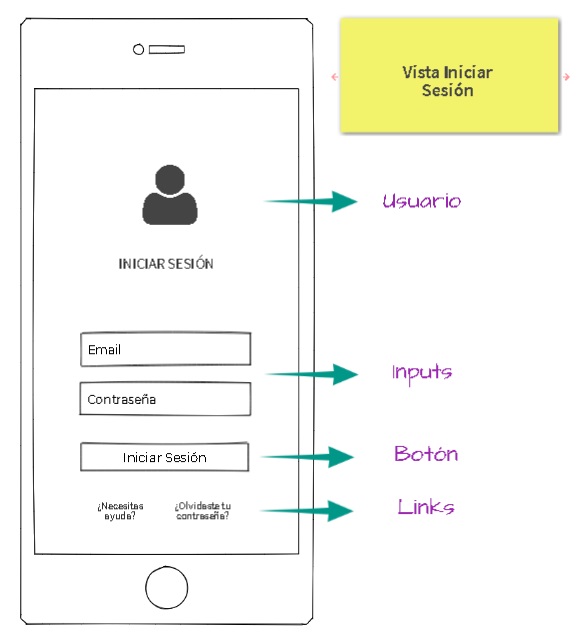 Vista Iniciar
Sesión
Usuario
INICIAR SESIÓN
Email
Inputs
Contraseña
Iniciar Sesión
Botón
¿Necesitas
ayuda?
¿Olvidaste tu
contraseña?
Links